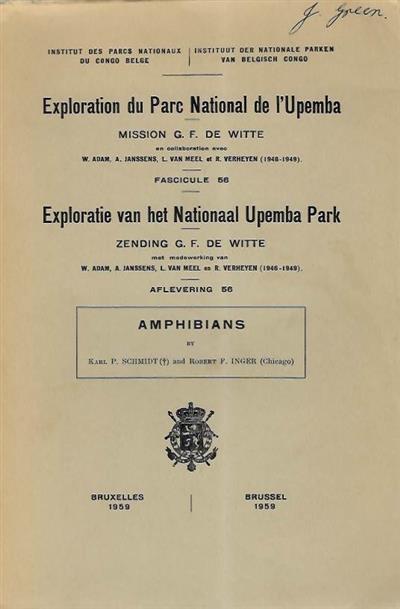 J. Green.
INSTITUT DES PARCS NATIONAUX
DU CONGO BELGE
INSTITUUT DER NATIONALE PARKEN
VAN BELGISCH CONGO
Exploration du Parc National de l'Upemba
MISSION G. F. DE WITTE
en collaboration avec
W. ADAM, A. JANSSENS, L. VAN MEEL et R. VERHEYEN (1946-1949).
FASCICULE 56
Exploratie van het Nationaal Upemba Park
ZENDING G. F. DE WITTE
met medewerking van
W. ADAM, A. JANSSENS, L. VAN MEEL en R. VERHEYEN (1946-1949).
AFLEVERING 56
AMPHIBIANS
BY
KARL P. SCHMIDT (†) and ROBERT F. INGER (Chicago)
BRUXELLES
1959
BRUSSEL
1959